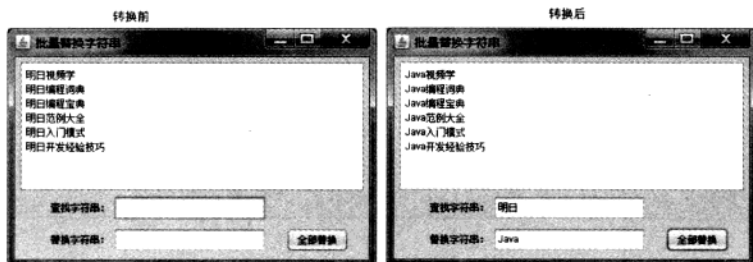 转换前
批量替换字符串
明日视频学
明日编程词典
明日编程宝典
明日范例大全
明日入门模式
明日开发经验技巧
查找字符串：
替换字符串：
全部替换
转换后
批量替换字符串
Java视频学
Java编程词典
Java编程宝典
Java范例大全
Java入门模式
Java开发经验技巧
查找字符串： 明日
替换字符串： Java
全部替换